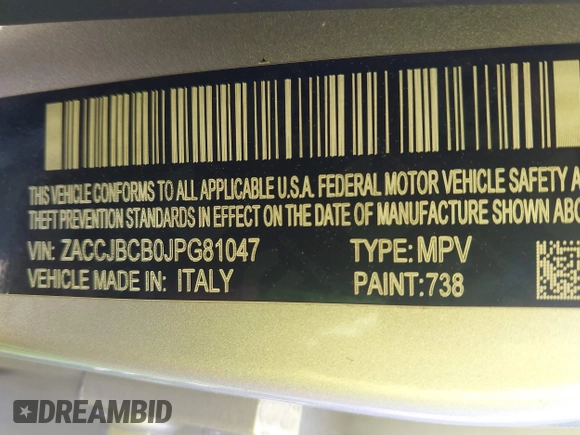 THIS VEHICLE CONFORMS TO ALL APPLICABLE U.S.A. FEDERAL MOTOR VEHICLE SAFETY A
THEFT PREVENTION STANDARDS IN EFFECT ON THE DATE OF MANUFACTURE SHOWN ABO
VIN: ZACCJBCB0JPG81047 TYPE: MPV
VEHICLE MADE IN: ITALY PAINT:738
DREAMBID